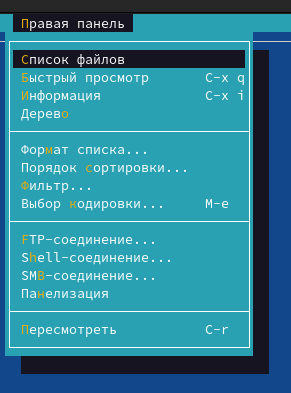 Правая панель
Список файлов
Быстрый просмотр C-x q
Информация C-x i
Дерево
Формат списка...
Порядок сортировки...
Фильтр...
Выбор кодировки... M-e
FTP-соединение...
Shell-соединение...
SMB-соединение...
Панелизация
Пересмотреть C-r